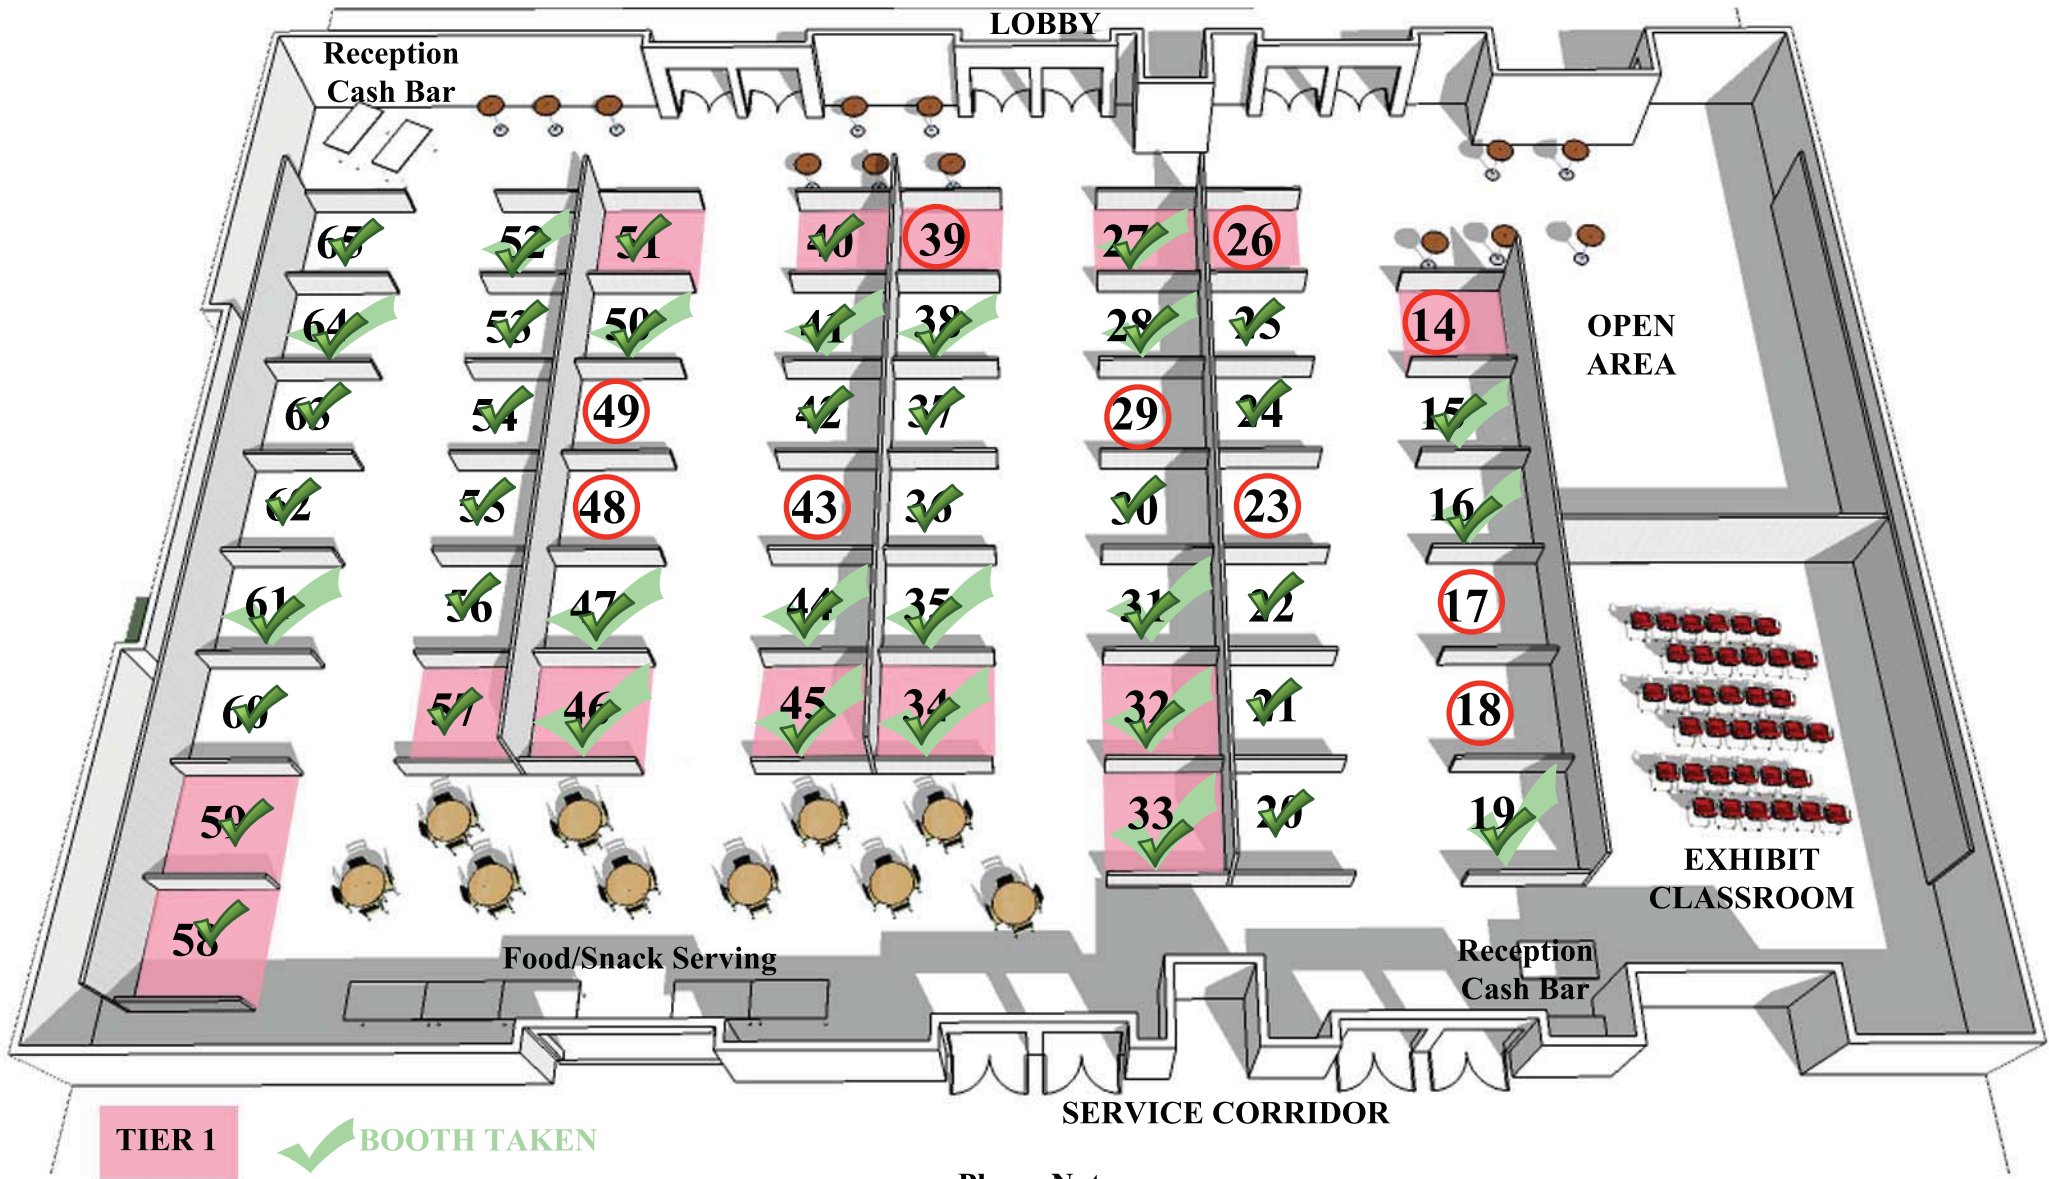 LOBBY
Reception
Cash Bar
65 52 51 40 39 27 26
64 53 50 41 38 28 25 14
63 54 49 42 37 29 24 15
62 55 48 43 36 30 23 16
61 56 47 44 35 31 22 17
60 57 46 45 34 32 21 18
59 33 20 19
58
OPEN
AREA
EXHIBIT
CLASSROOM
Food/Snack Serving
Reception
Cash Bar
SERVICE CORRIDOR
TIER 1
BOOTH TAKEN